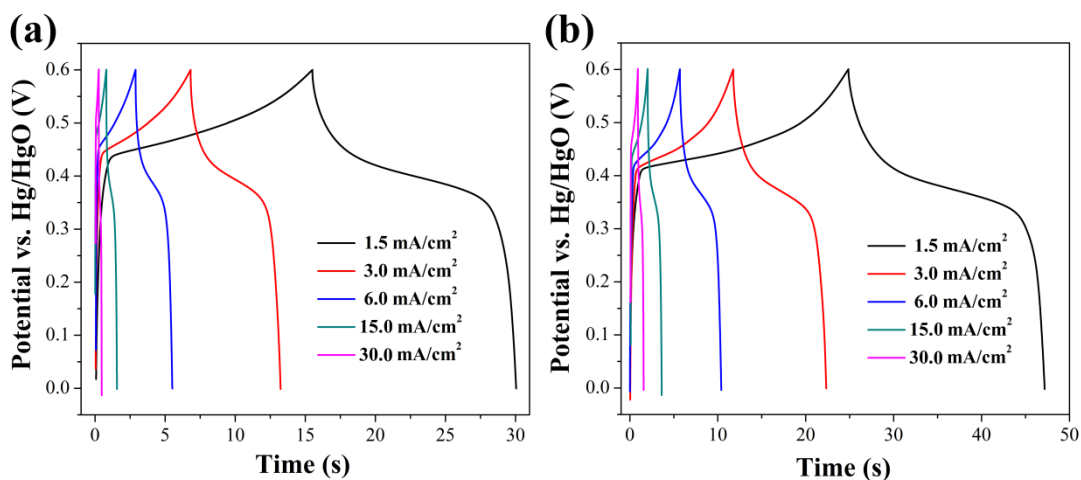 (a)
Potential vs. Hg/HgO (V)
0.6
0.5
0.4
0.3
0.2
0.1
0.0
1.5 mA/cm²
3.0 mA/cm²
6.0 mA/cm²
15.0 mA/cm²
30.0 mA/cm²
0 5 10 15 20 25 30
Time (s)
(b)
Potential vs. Hg/HgO (V)
0.6
0.5
0.4
0.3
0.2
0.1
0.0
1.5 mA/cm²
3.0 mA/cm²
6.0 mA/cm²
15.0 mA/cm²
30.0 mA/cm²
0 10 20 30 40 50
Time (s)